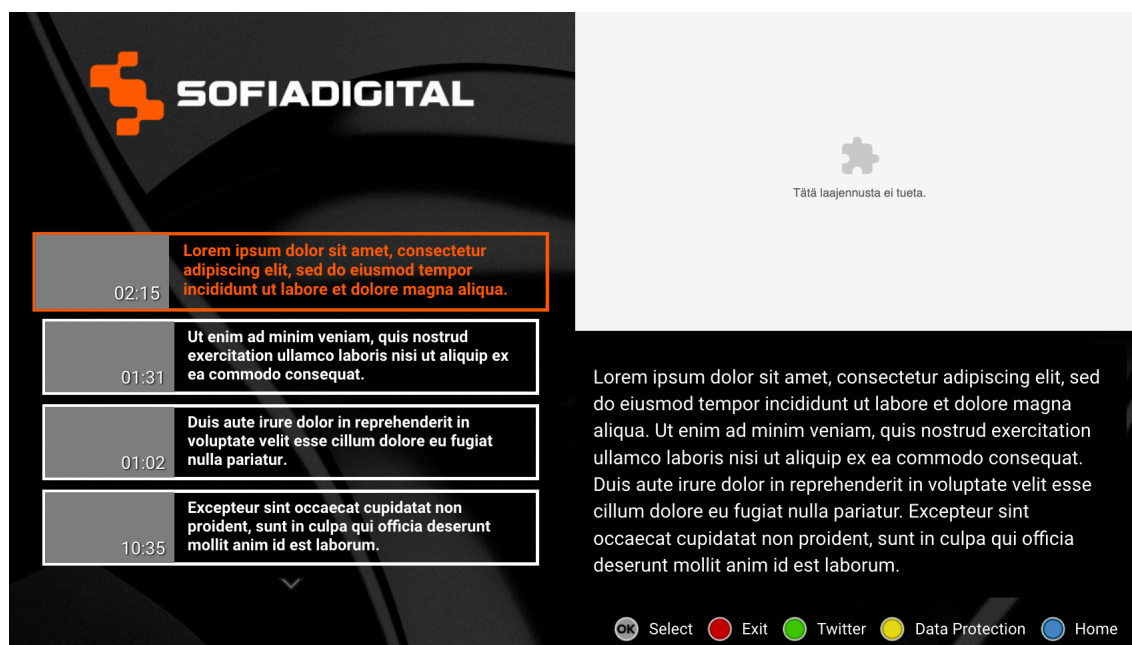 SOFIADIGITAL
Lorem ipsum dolor sit amet, consectetur
adipiscing elit, sed do eiusmod tempor
incididunt ut labore et dolore magna aliqua.
02:15
Ut enim ad minim veniam, quis nostrud
exercitation ullamco laboris nisi ut aliquip ex
ea commodo consequat.
01:31
Duis aute irure dolor in reprehenderit in
voluptate velit esse cillum dolore eu fugiat
nulla pariatur.
01:02
Excepteur sint occaecat cupidatat non
proident, sunt in culpa qui officia deserunt
mollit anim id est laborum.
10:35
Tätä laajennusta ei tueta.
Lorem ipsum dolor sit amet, consectetur adipiscing elit, sed
do eiusmod tempor incididunt ut labore et dolore magna
aliqua. Ut enim ad minim veniam, quis nostrud exercitation
ullamco laboris nisi ut aliquip ex ea commodo consequat.
Duis aute irure dolor in reprehenderit in voluptate velit esse
cillum dolore eu fugiat nulla pariatur. Excepteur sint
occaecat cupidatat non proident, sunt in culpa qui officia
deserunt mollit anim id est laborum.
OK Select Exit Twitter Data Protection Home